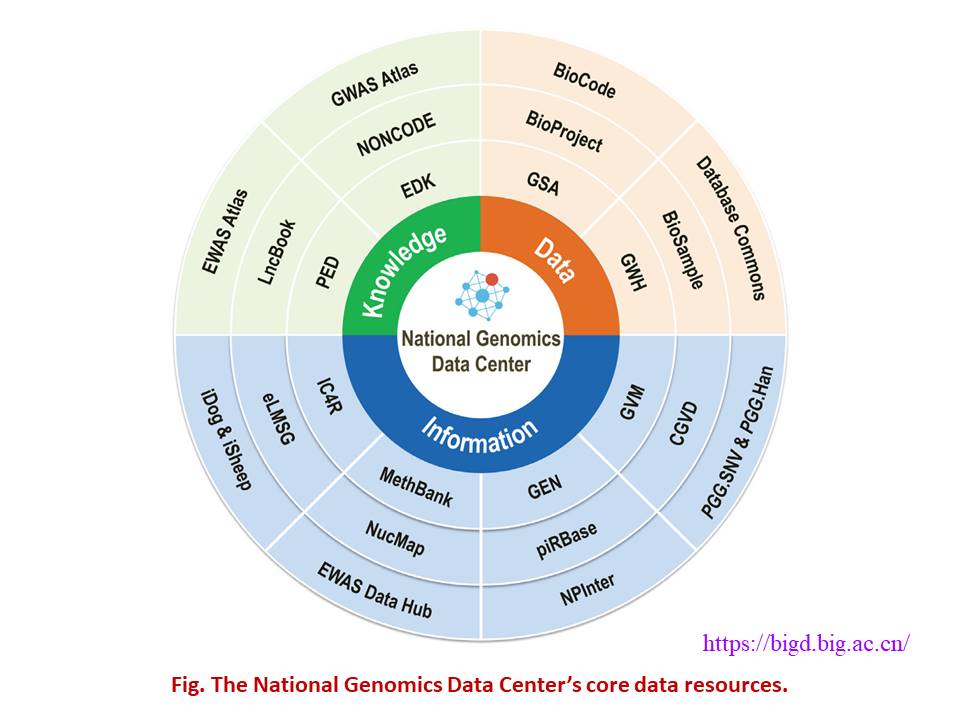 GWAS Atlas
BioCode
NONCODE
BioProject
EDK
GSA
EWAS Atlas
LncBook
PED
Knowledge
Data
GWH
BioSample
Database Commons
National Genomics
Data Center
iDog & iSheep
eLMSG
IC4R
Information
GVM
CGVD
PGG.SNV & PGG.Han
MethBank
GEN
NucMap
piRBase
EWAS Data Hub
NPInter
https://bigd.big.ac.cn/
Fig. The National Genomics Data Center’s core data resources.